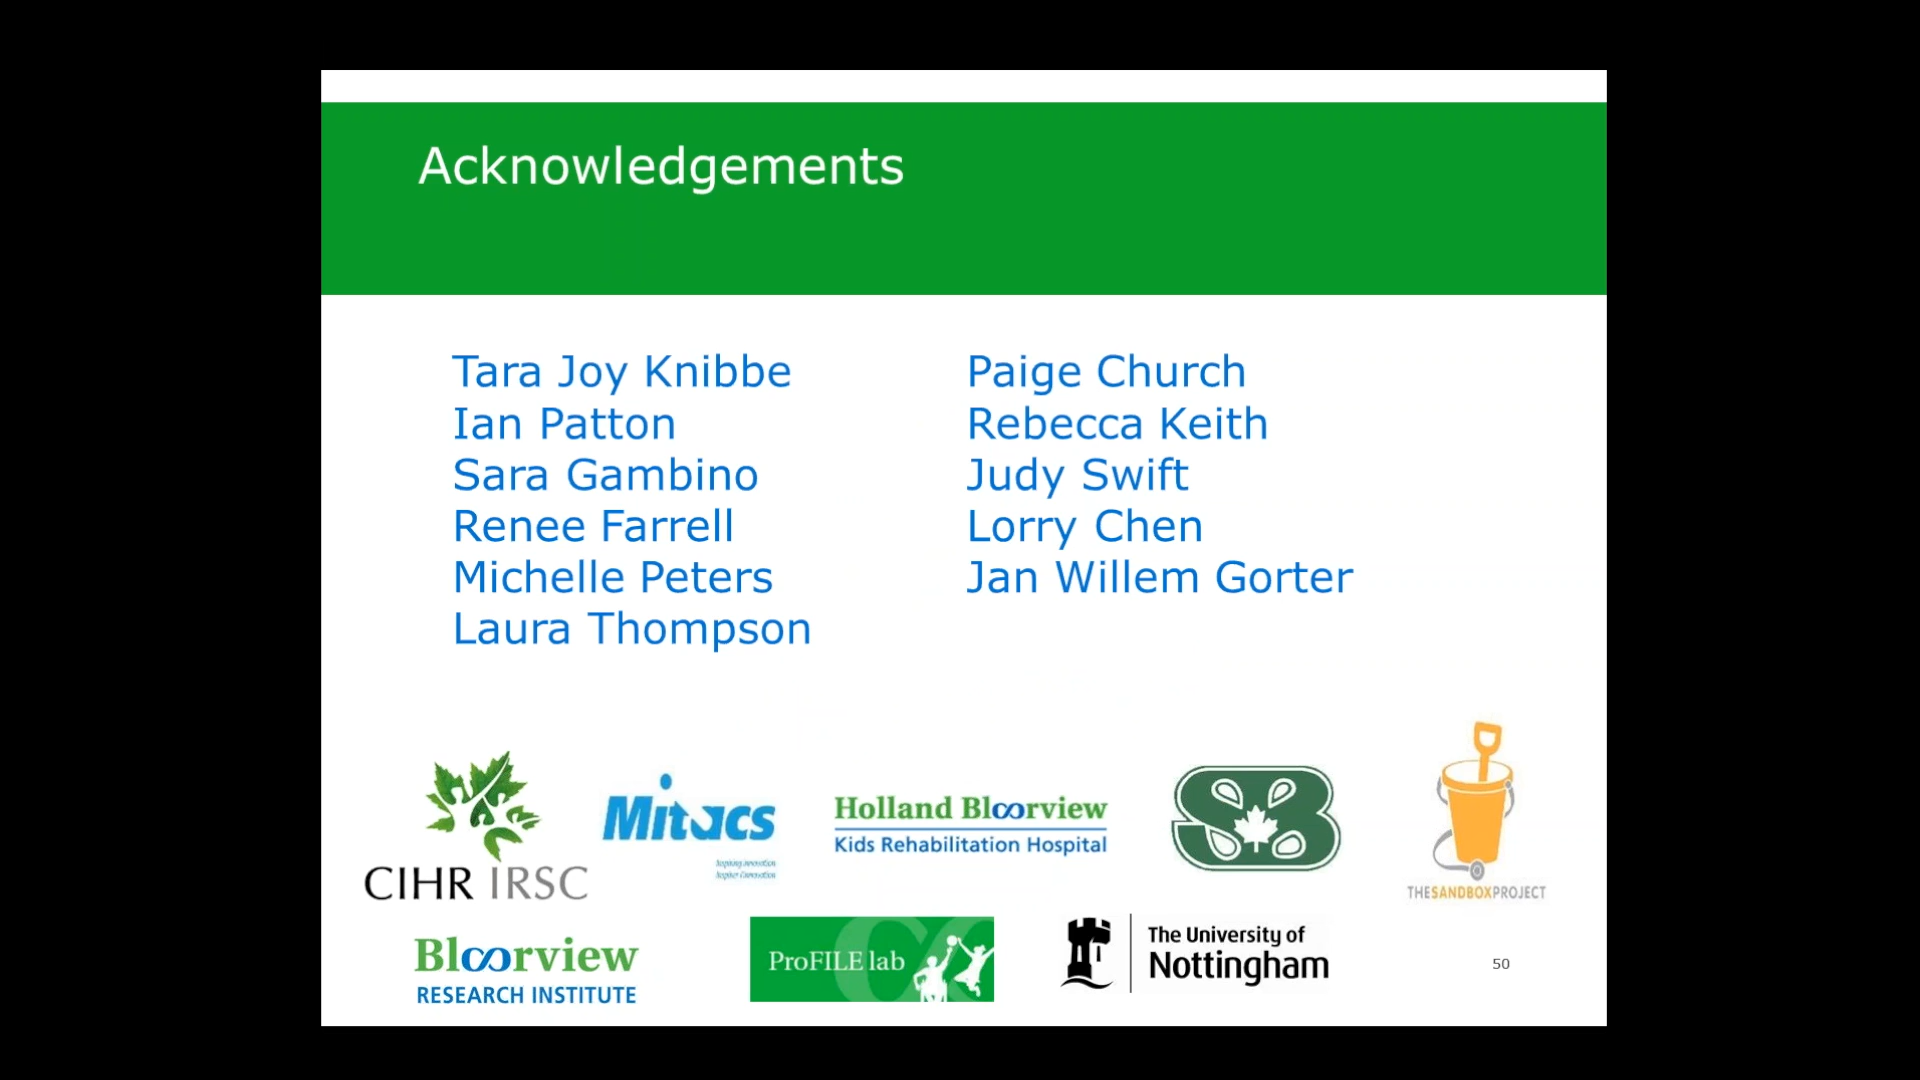 Acknowledgements
Tara Joy Knibbe
Ian Patton
Sara Gambino
Renee Farrell
Michelle Peters
Laura Thompson
Paige Church
Rebecca Keith
Judy Swift
Lorry Chen
Jan Willem Gorter
CIHR IRSC
Mitacs
Holland Bloorview
Kids Rehabilitation Hospital
SB
THESANDBOXPROJECT
Bloorview
RESEARCH INSTITUTE
ProFILE lab
The University of
Nottingham
50